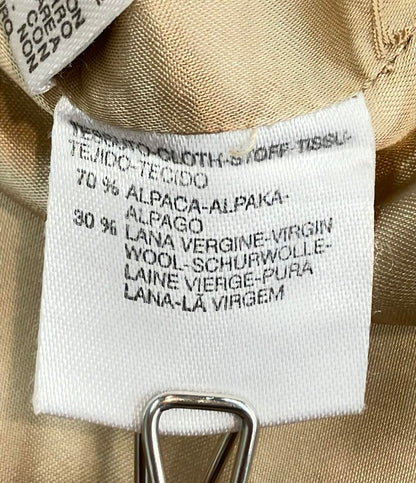 TESSUTO-CLOTH-STOFF-TISSU-
TEJIDO-TECIDO
70 % ALPACA-ALPAKA-
ALPAGO
30 % LANA VERGINE-VIRGIN
WOOL-SCHURWOLLE-
LAINE VIERGE-PURA
LANA-LÃ VIRGEM